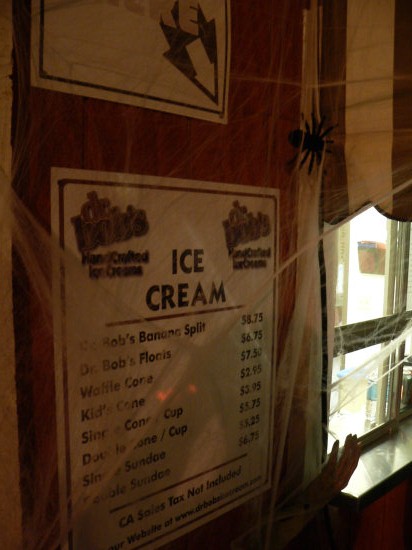 dr. Bob's
HandCrafted
Ice Creams
dr. Bob's
HandCrafted
Ice Creams
ICE
CREAM
Dr. Bob's Banana Split $8.75
Dr. Bob's Floats $6.75
Waffle Cone $7.50
Kid's Cone $2.95
Single Cone / Cup $3.95
Double Cone / Cup $5.75
Single Sundae $5.25
Double Sundae $6.75
CA Sales Tax Not Included
our Website at www.drbobsicecream.com